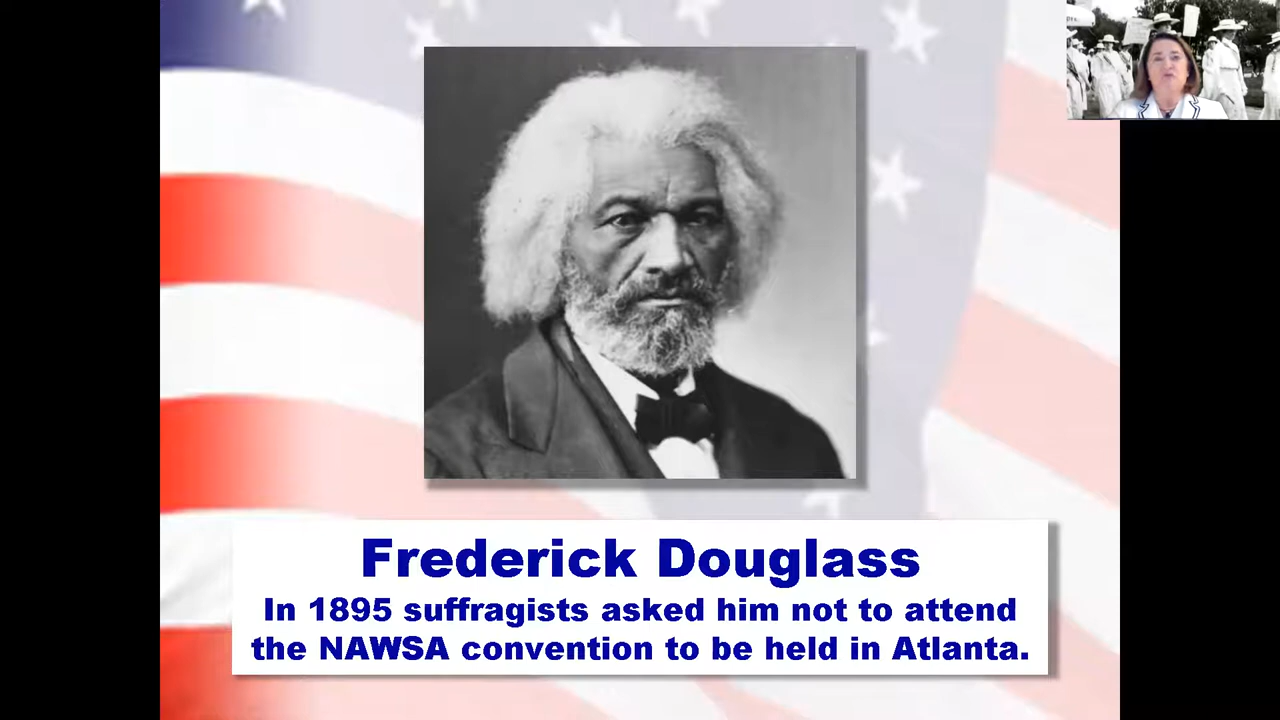 Frederick Douglass
In 1895 suffragists asked him not to attend
the NAWSA convention to be held in Atlanta.